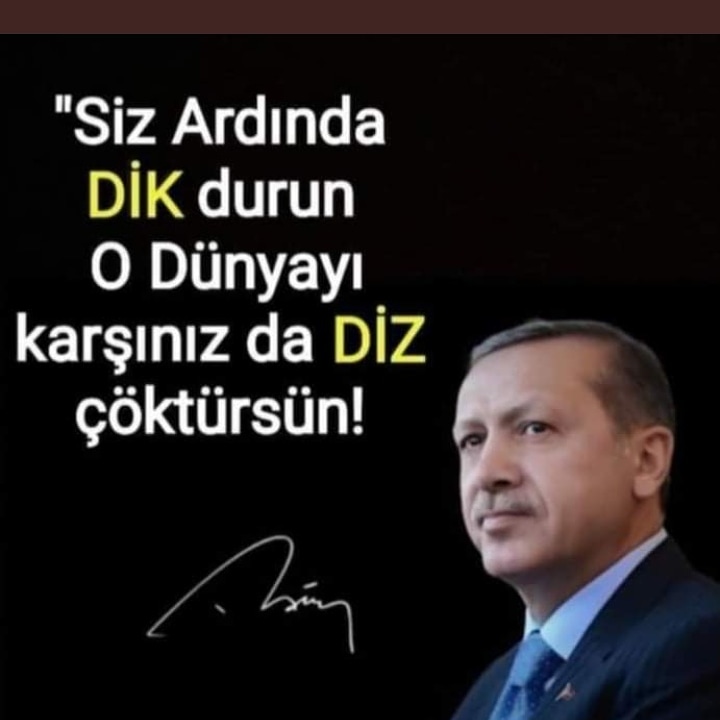 "Siz Ardında
DİK durun
O Dünyayı
karşınız da DİZ
çöktürsün!